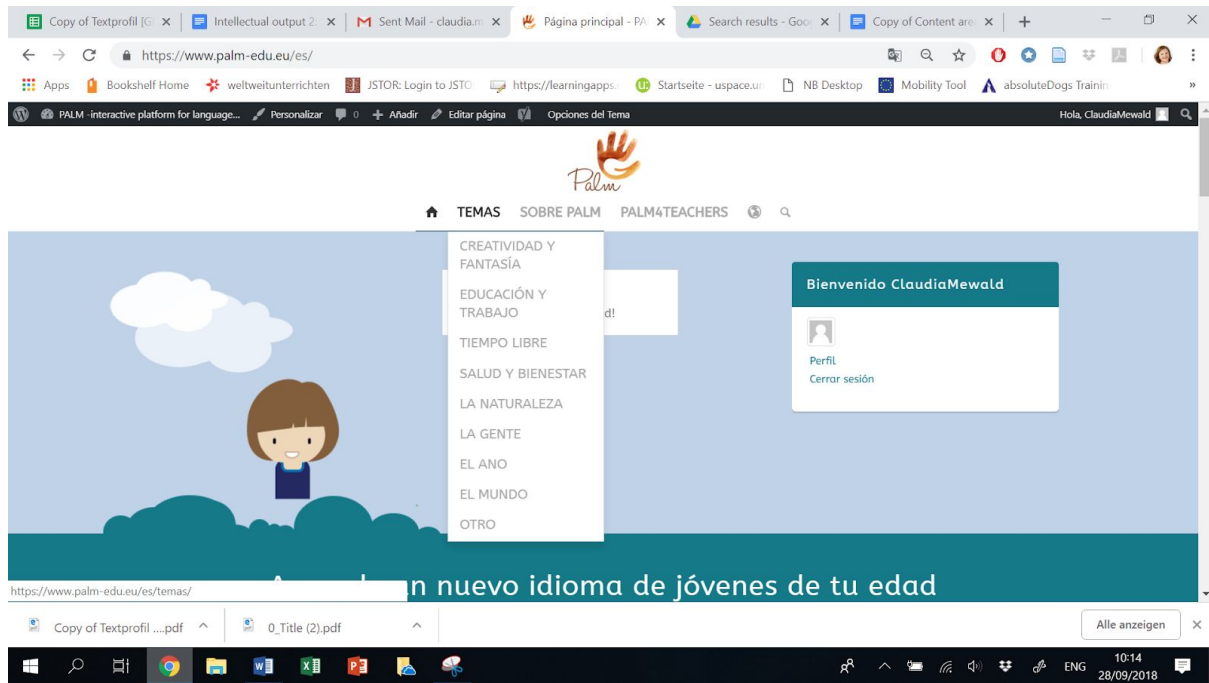 Copy of Textprofil [G
Intellectual output 2:
Sent Mail - claudia.m
Página principal - PA
Search results - Goo
Copy of Content are
https://www.palm-edu.eu/es/
Apps
Bookshelf Home
weltweitunterrichten
JSTOR: Login to JSTO
https://learningapps.
Startseite - uspace.un
NB Desktop
Mobility Tool
absoluteDogs Trainin
»
PALM -interactive platform for language...
Personalizar
0
Añadir
Editar página
Opciones del Tema
Hola, ClaudiaMewald
Palm
TEMAS
SOBRE PALM
PALM4TEACHERS
CREATIVIDAD Y
FANTASÍA
EDUCACIÓN Y
TRABAJO
TIEMPO LIBRE
SALUD Y BIENESTAR
LA NATURALEZA
LA GENTE
EL ANO
EL MUNDO
OTRO
d!
Bienvenido ClaudiaMewald
Perfil
Cerrar sesión
n nuevo idioma de jóvenes de tu edad
https://www.palm-edu.eu/es/temas/
Copy of Textprofil ....pdf
0_Title (2).pdf
Alle anzeigen
ENG
10:14
28/09/2018